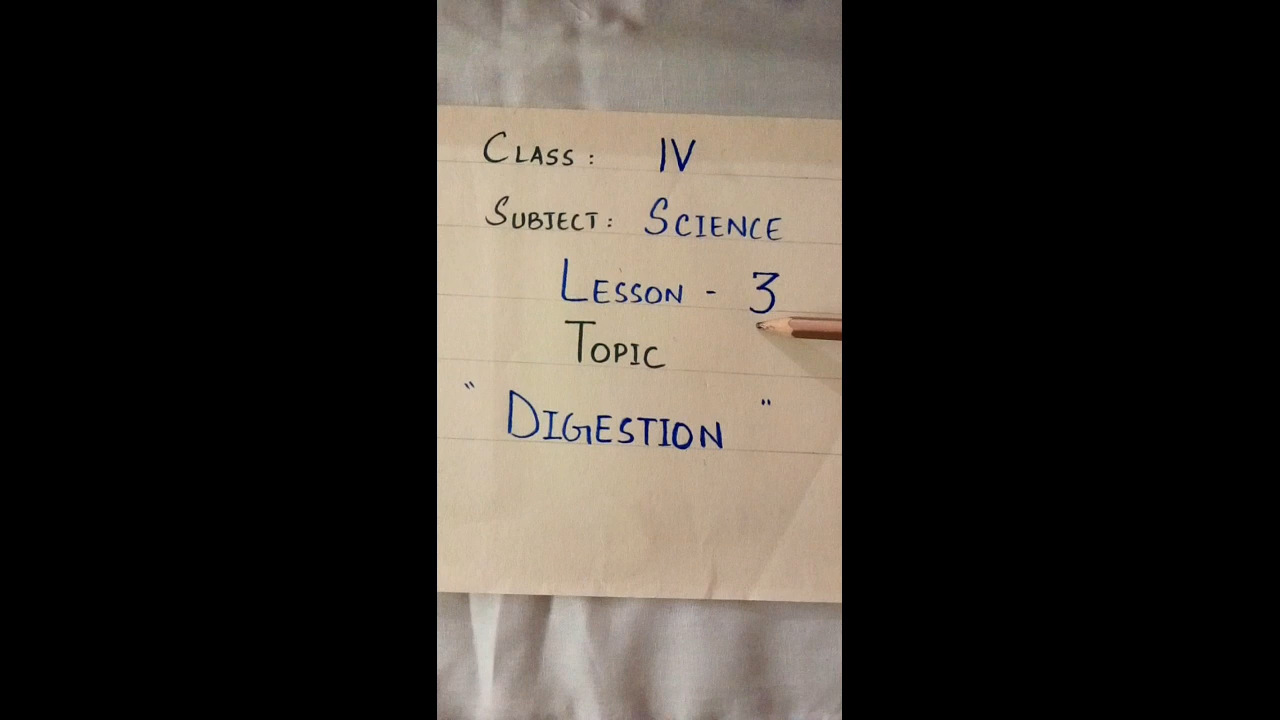 CLASS : IV
SUBJECT : SCIENCE
LESSON - 3
TOPIC
" DIGESTION "